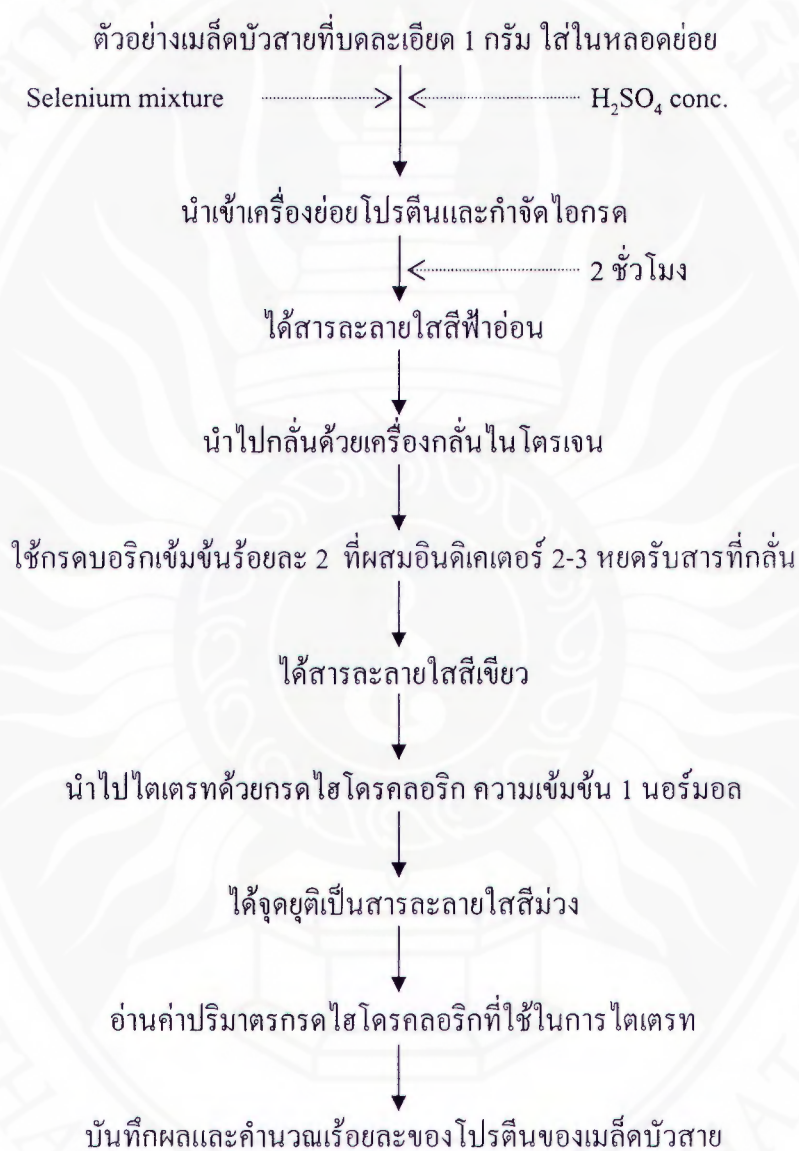 ตัวอย่างเมล็ดบัวสายที่บดละเอียด 1 กรัม ใส่ในหลอดย่อย
Selenium mixture H₂SO₄ conc.
นำเข้าเครื่องย่อยโปรตีนและกำจัดไอกรด
2 ชั่วโมง
ได้สารละลายใสสีฟ้าอ่อน
นำไปกลั่นด้วยเครื่องกลั่นไนโตรเจน
ใช้กรดบอริกเข้มข้นร้อยละ 2 ที่ผสมอินดิเคเตอร์ 2-3 หยดรับสารที่กลั่น
ได้สารละลายใสสีเขียว
นำไปไตเตรทด้วยกรดไฮโดรคลอริก ความเข้มข้น 1 นอร์มอล
ได้จุดยุติเป็นสารละลายใสสีม่วง
อ่านค่าปริมาตรกรดไฮโดรคลอริกที่ใช้ในการไตเตรท
บันทึกผลและคำนวณร้อยละของโปรตีนของเมล็ดบัวสาย